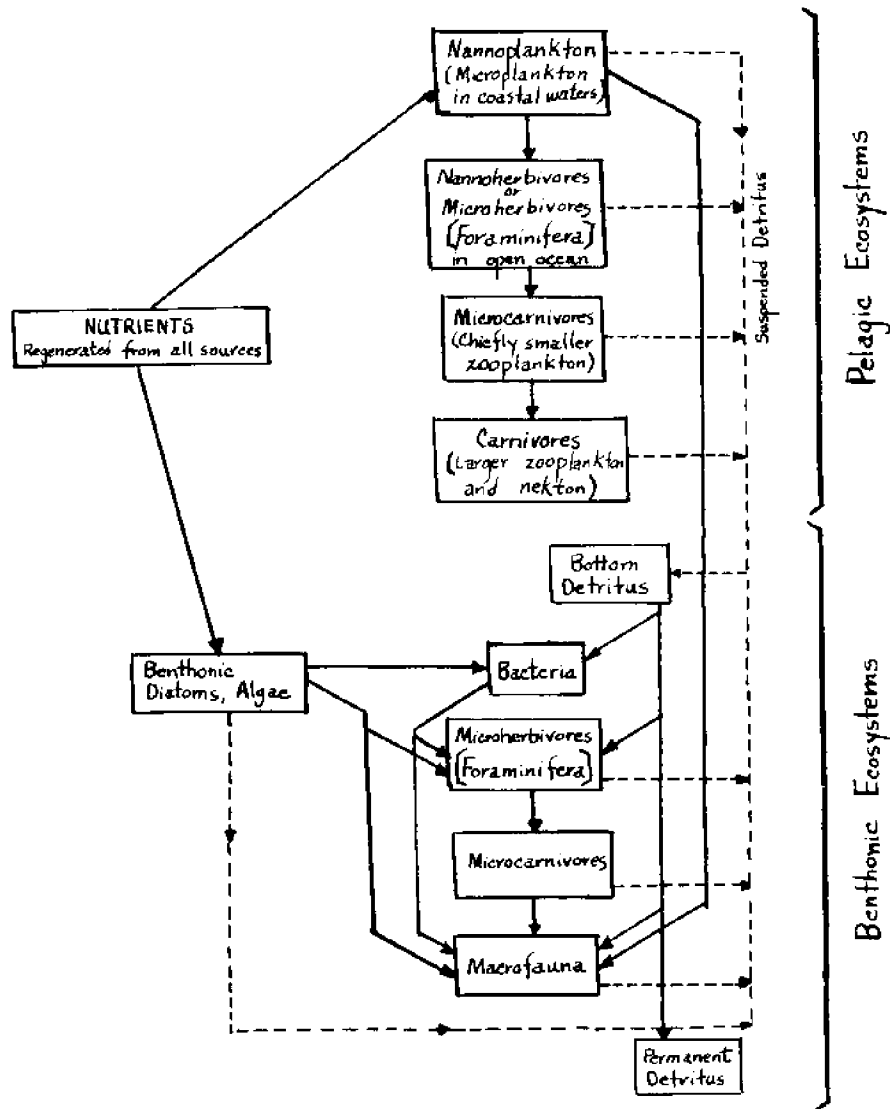 Nannoplankton
(Microplankton
in coastal waters)
Nannoherbivores
or
Microherbivores
(Foraminifera)
in open ocean
Suspended Detritus
Pelagic Ecosystems
NUTRIENTS
Regenerated from all sources
Microcarnivores
(Chiefly smaller
zooplankton)
Carnivores
(Larger zooplankton
and nekton)
Bottom
Detritus
Benthonic
Diatoms, Algae
Bacteria
Microherbivores
(Foraminifera)
Benthonic Ecosystems
Microcarnivores
Macrofauna
Permanent
Detritus